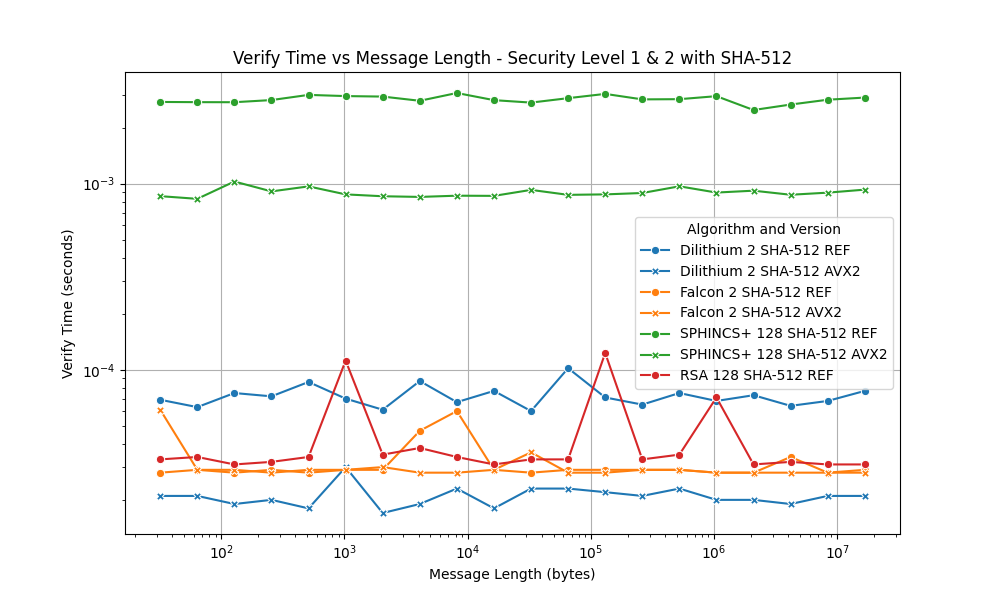 Verify Time vs Message Length - Security Level 1 & 2 with SHA-512
Verify Time (seconds)
10⁻³
10⁻⁴
Algorithm and Version
Dilithium 2 SHA-512 REF
Dilithium 2 SHA-512 AVX2
Falcon 2 SHA-512 REF
Falcon 2 SHA-512 AVX2
SPHINCS+ 128 SHA-512 REF
SPHINCS+ 128 SHA-512 AVX2
RSA 128 SHA-512 REF
10² 10³ 10⁴ 10⁵ 10⁶ 10⁷
Message Length (bytes)